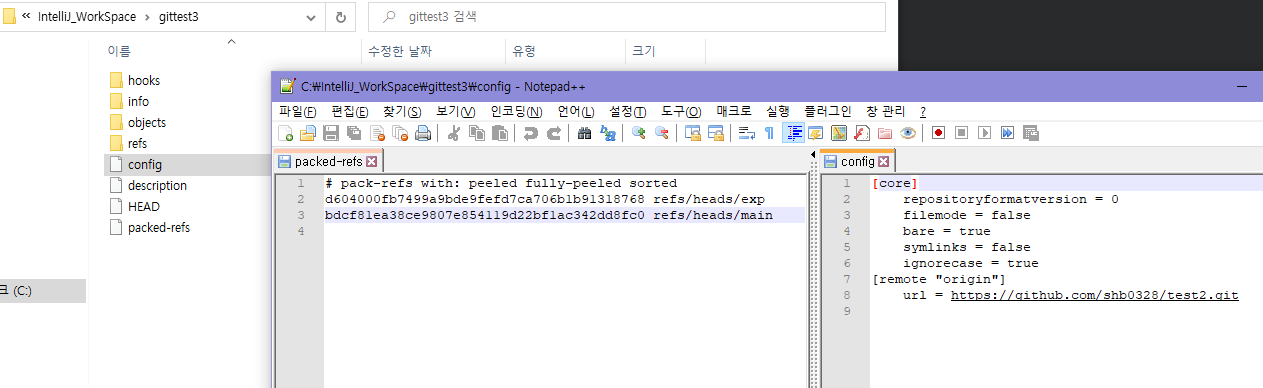 « IntelliJ_WorkSpace › gittest3
gittest3 검색
이름
수정한 날짜
유형
크기
hooks
info
objects
refs
config
description
HEAD
packed-refs
크 (C:)
C:₩IntelliJ_WorkSpace₩gittest3₩config - Notepad++
파일(F) 편집(E) 찾기(S) 보기(V) 인코딩(N) 언어(L) 설정(T) 도구(O) 매크로 실행 플러그인 창 관리 ?
packed-refs
1 # pack-refs with: peeled fully-peeled sorted
2 d604000fb7499a9bde9fefd7ca706b1b91318768 refs/heads/exp
3 bdcf81ea38ce9807e854119d22bf1ac342dd8fc0 refs/heads/main
4
config
1 [core]
2 repositoryformatversion = 0
3 filemode = false
4 bare = true
5 symlinks = false
6 ignorecase = true
7 [remote "origin"]
8 url = https://github.com/shb0328/test2.git
9